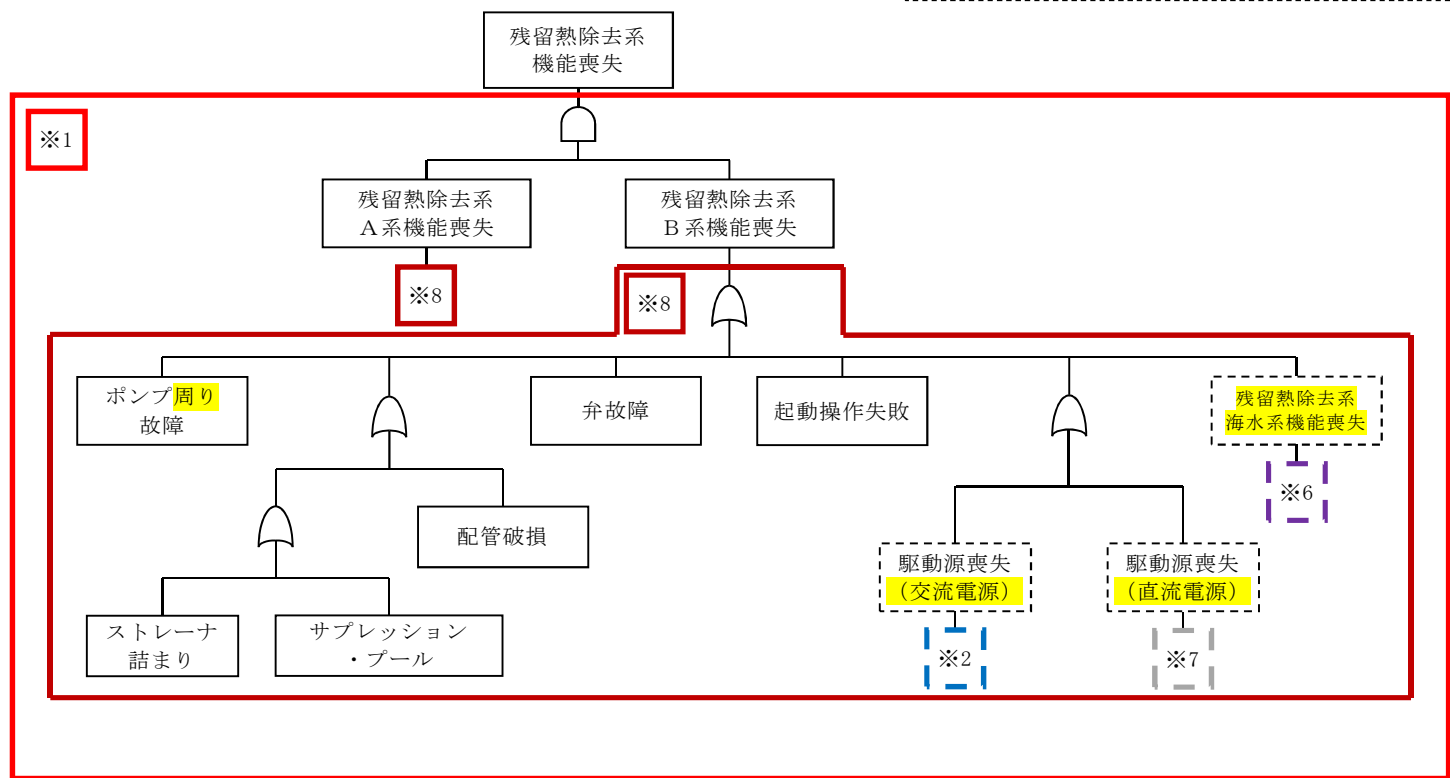 残留熱除去系
機能喪失
※1
残留熱除去系
A系機能喪失
残留熱除去系
B系機能喪失
※8
※8
ポンプ周り
故障
弁故障
起動操作失敗
残留熱除去系
海水系機能喪失
※6
配管破損
駆動源喪失
（交流電源）
駆動源喪失
（直流電源）
ストレーナ
詰まり
サプレッション
・プール
※2
※7